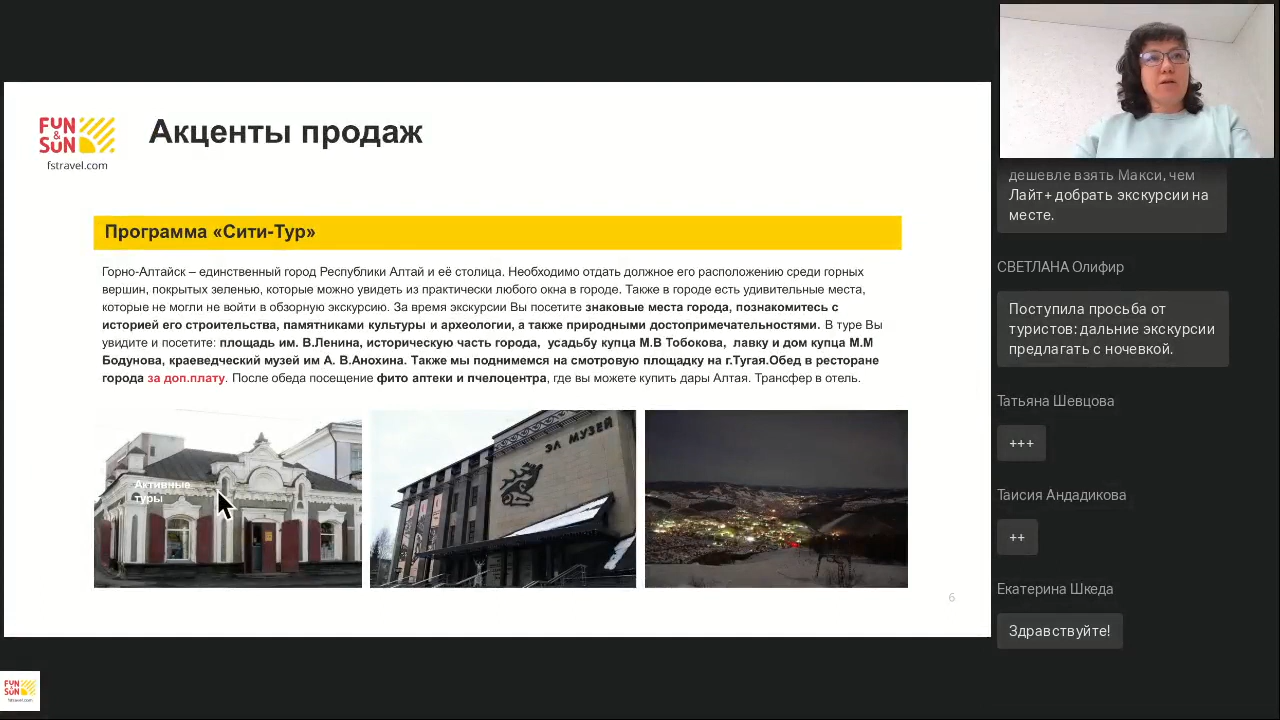 FUN
&
SUN
fstravel.com
Акценты продаж
Программа «Сити-Тур»
Горно-Алтайск – единственный город Республики Алтай и её столица. Необходимо отдать должное его расположению среди горных
вершин, покрытых зеленью, которые можно увидеть из практически любого окна в городе. Также в городе есть удивительные места,
которые не могли не войти в обзорную экскурсию. За время экскурсии Вы посетите знаковые места города, познакомитесь с
историей его строительства, памятниками культуры и археологии, а также природными достопримечательностями. В туре Вы
увидите и посетите: площадь им. В.Ленина, историческую часть города, усадьбу купца М.В Тобокова, лавку и дом купца М.М
Бодунова, краеведческий музей им А. В.Анохина. Также мы поднимемся на смотровую площадку на г.Тугая.Обед в ресторане
города за доп.плату. После обеда посещение фито аптеки и пчелоцентра, где вы можете купить дары Алтая. Трансфер в отель.
Активные
туры
ЭЛ МУЗЕЙ
6
дешевле взять Макси, чем
Лайт+ добрать экскурсии на
месте.
СВЕТЛАНА Олифир
Поступила просьба от
туристов: дальние экскурсии
предлагать с ночевкой.
Татьяна Шевцова
+++
Таисия Андадикова
++
Екатерина Шкеда
Здравствуйте!
FUN
&
SUN
fstravel.com